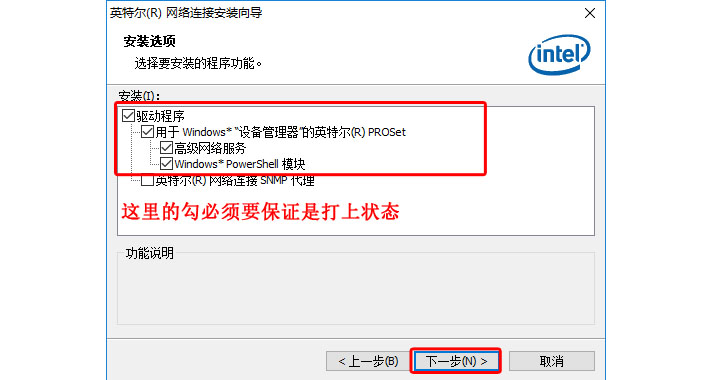 英特尔(R) 网络连接安装向导
安装选项
选择要安装的程序功能。
intel
安装(I):
驱动程序
用于 Windows* "设备管理器"的英特尔(R) PROSet
高级网络服务
Windows* PowerShell 模块
英特尔(R) 网络连接 SNMP 代理
这里的勾必须要保证是打上状态
功能说明
< 上一步(B)
下一步(N) >
取消